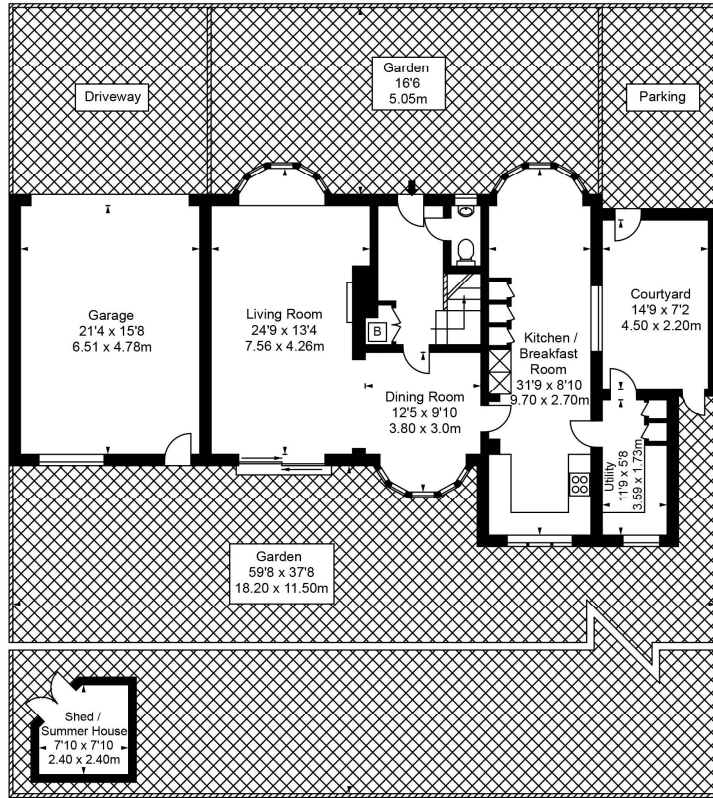 Driveway
Garden
16'6
5.05m
Parking
Garage
21'4 x 15'8
6.51 x 4.78m
Living Room
24'9 x 13'4
7.56 x 4.26m
B
Dining Room
12'5 x 9'10
3.80 x 3.0m
Kitchen /
Breakfast
Room
31'9 x 8'10
9.70 x 2.70m
Courtyard
14'9 x 7'2
4.50 x 2.20m
Utility
11'9 x 5'8
3.59 x 1.73m
Garden
59'8 x 37'8
18.20 x 11.50m
Shed /
Summer House
7'10 x 7'10
2.40 x 2.40m